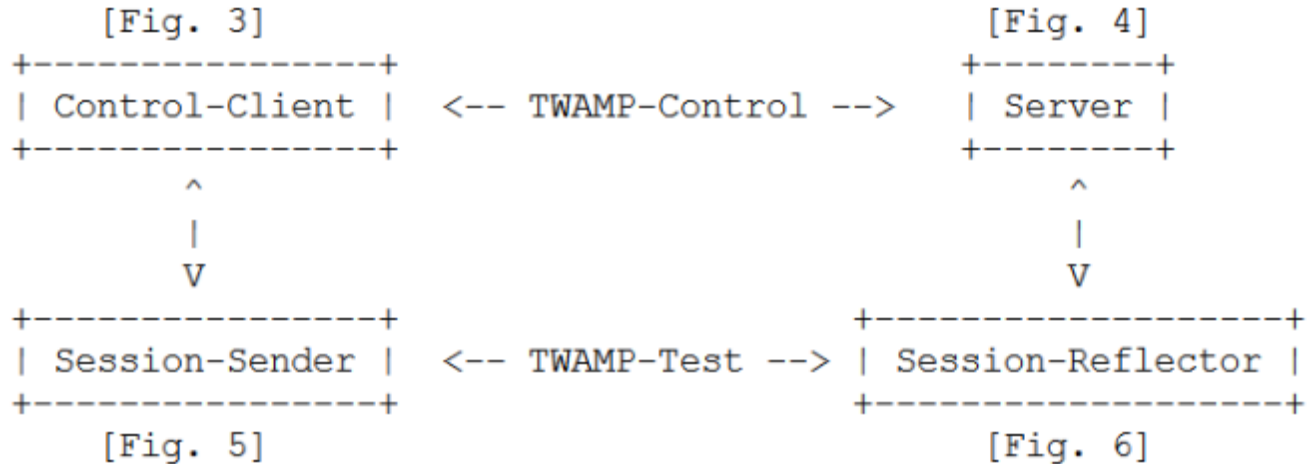 [Fig. 3] [Fig. 4]
+----------------+ +--------+
| Control-Client | <-- TWAMP-Control --> | Server |
+----------------+ +--------+
^ ^
| |
V V
+----------------+ +-------------------+
| Session-Sender | <-- TWAMP-Test --> | Session-Reflector |
+----------------+ +-------------------+
[Fig. 5] [Fig. 6]